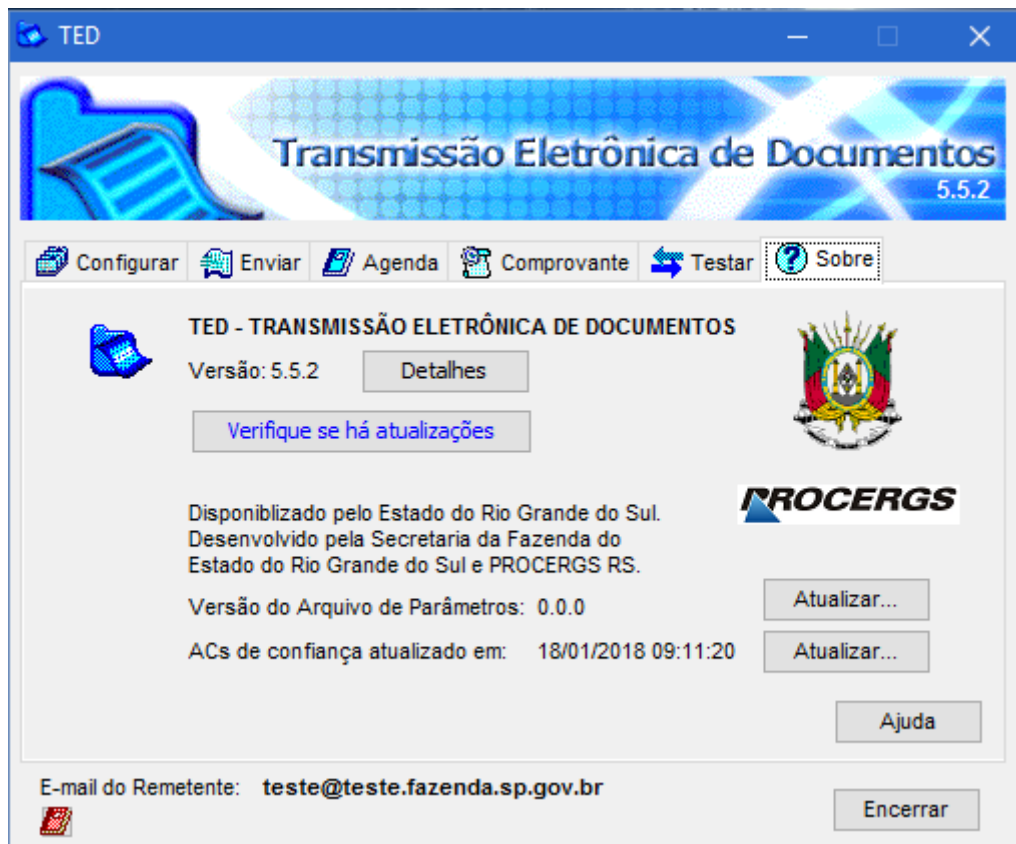 TED
Transmissão Eletrônica de Documentos
5.5.2
Configurar Enviar Agenda Comprovante Testar Sobre
TED - TRANSMISSÃO ELETRÔNICA DE DOCUMENTOS
Versão: 5.5.2 Detalhes
Verifique se há atualizações
PROCERGS
Disponiblizado pelo Estado do Rio Grande do Sul.
Desenvolvido pela Secretaria da Fazenda do
Estado do Rio Grande do Sul e PROCERGS RS.
Versão do Arquivo de Parâmetros: 0.0.0 Atualizar...
ACs de confiança atualizado em: 18/01/2018 09:11:20 Atualizar...
Ajuda
E-mail do Remetente: teste@teste.fazenda.sp.gov.br
Encerrar